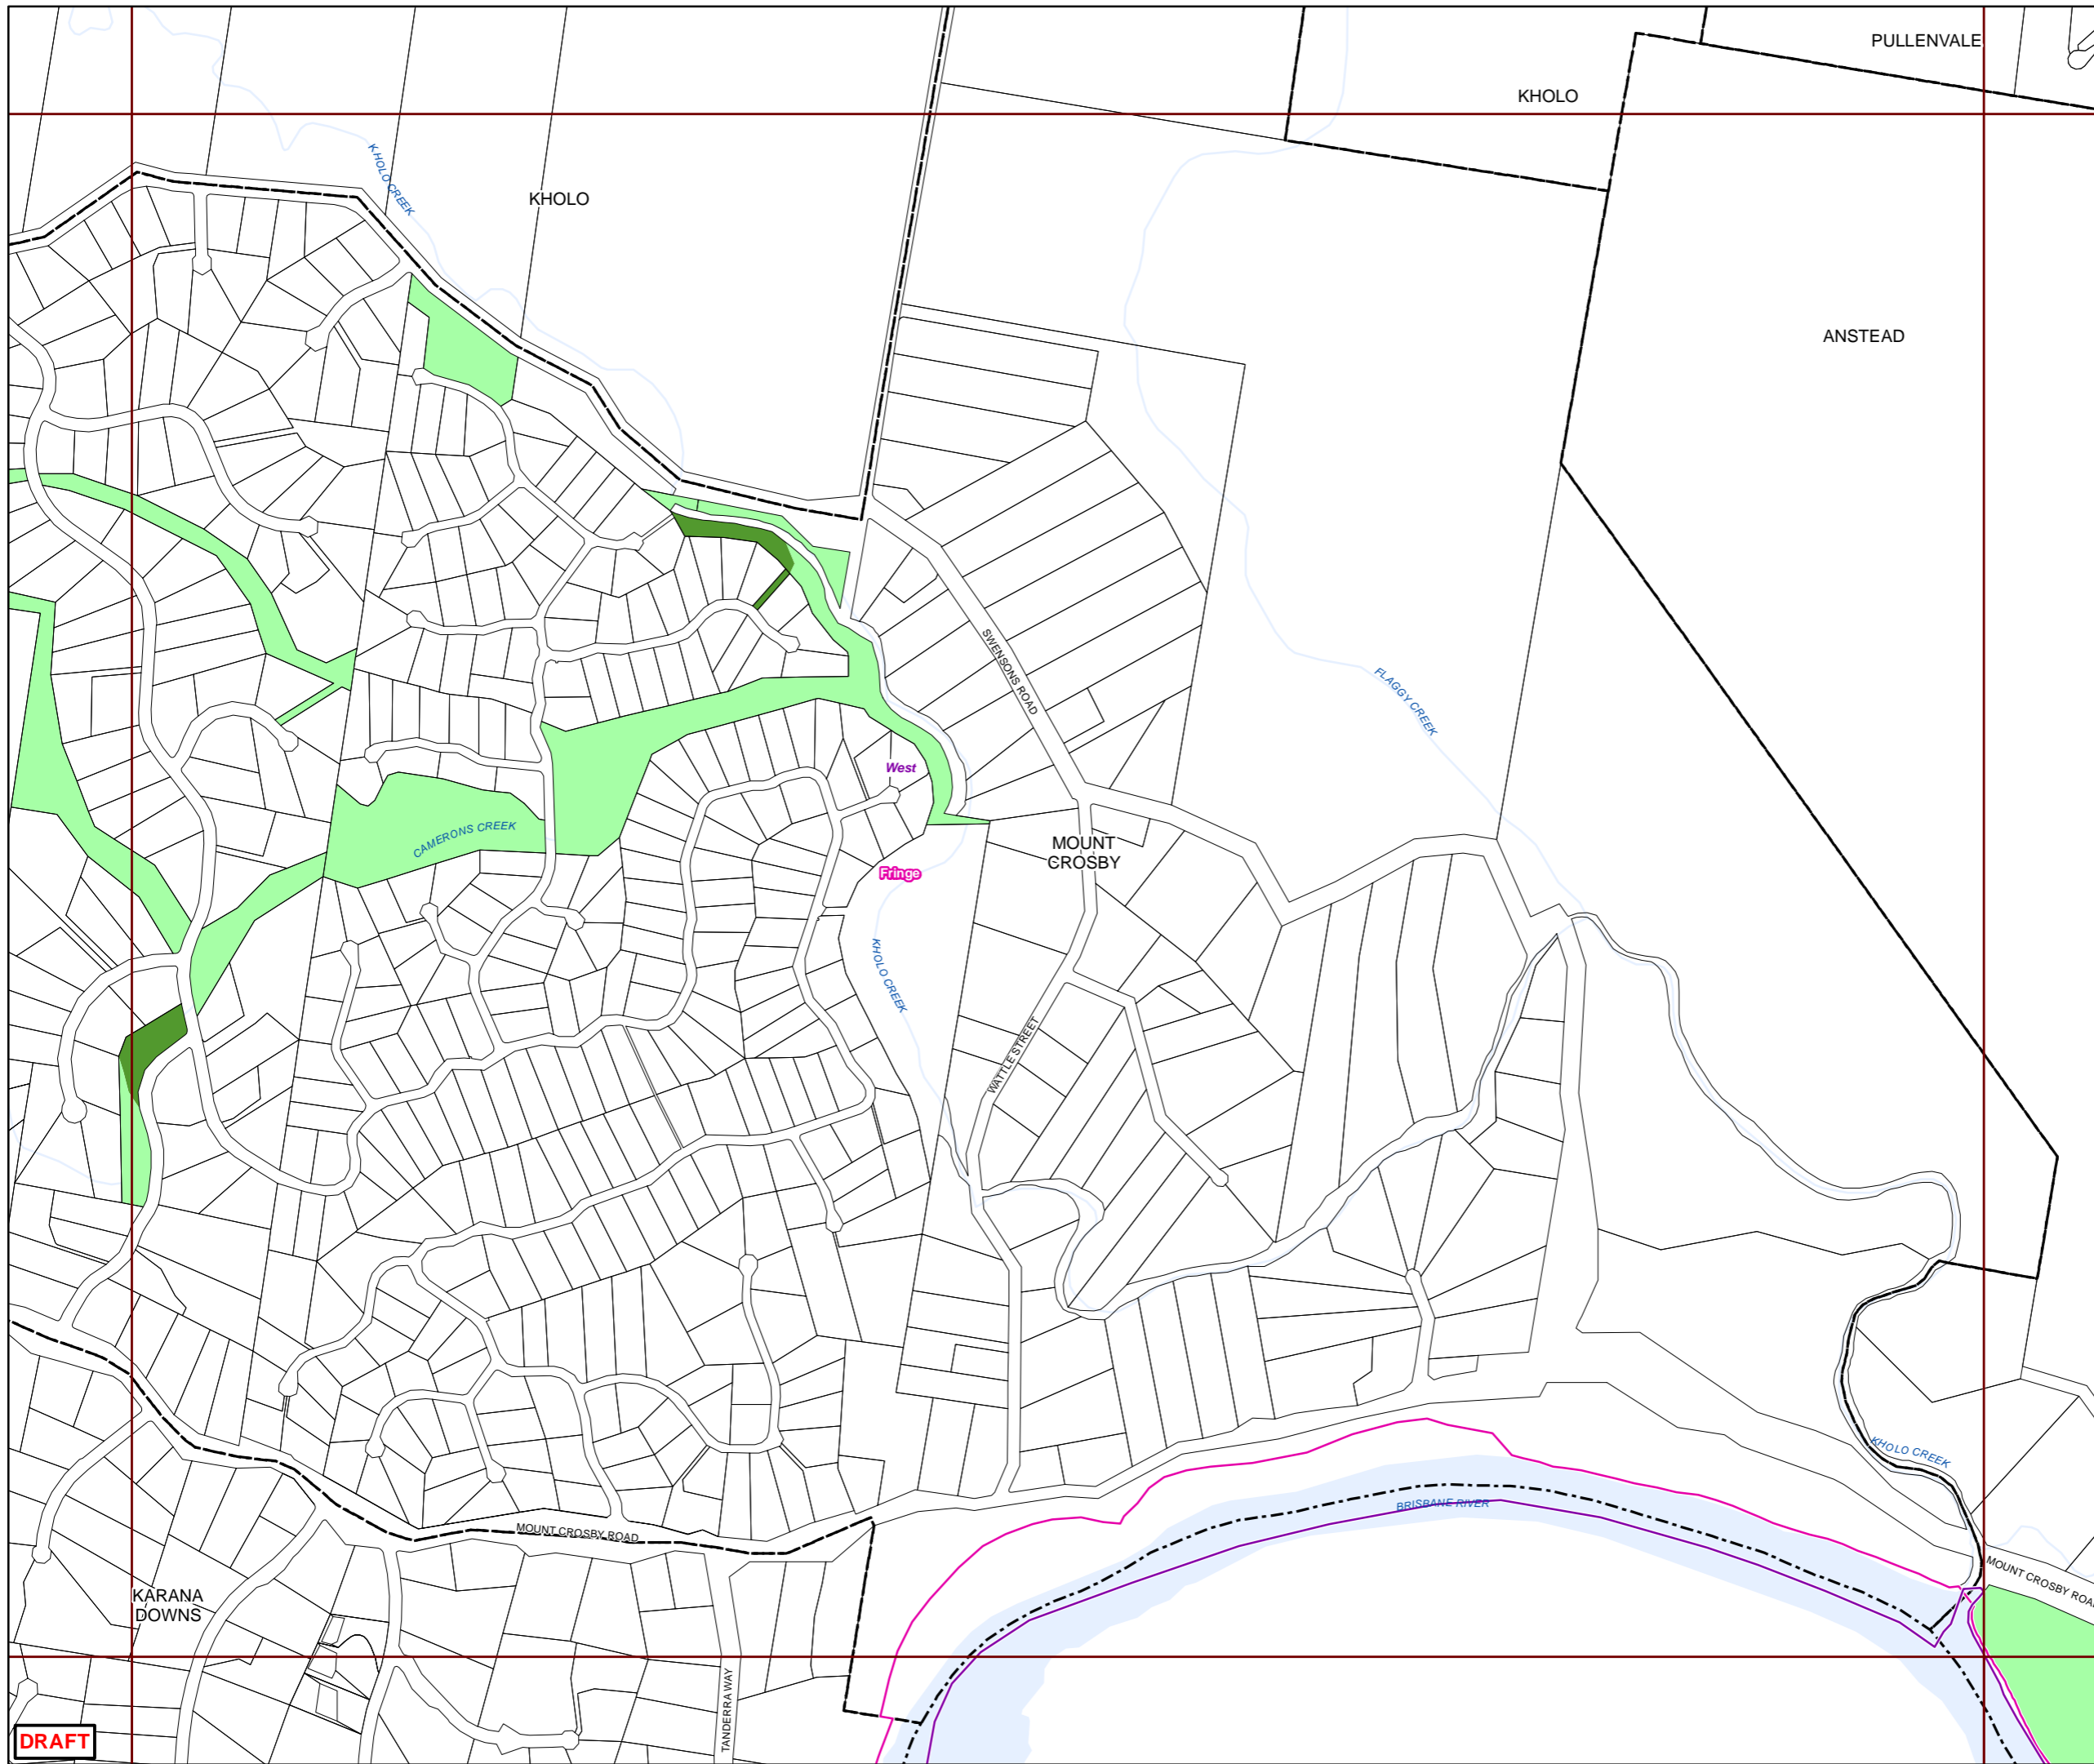 PULLENVALE
KHOLO
KHOLO CREEK
KHOLO
ANSTEAD
SWENSONS ROAD
FLAGGY CREEK
West
CAMERONS CREEK
MOUNT
CROSBY
Fringe
KHOLO CREEK
WATTLE STREET
KHOLO CREEK
BRISBANE RIVER
MOUNT CROSBY ROAD
MOUNT CROSBY ROAD
KARANA
DOWNS
TANDERRA WAY
DRAFT